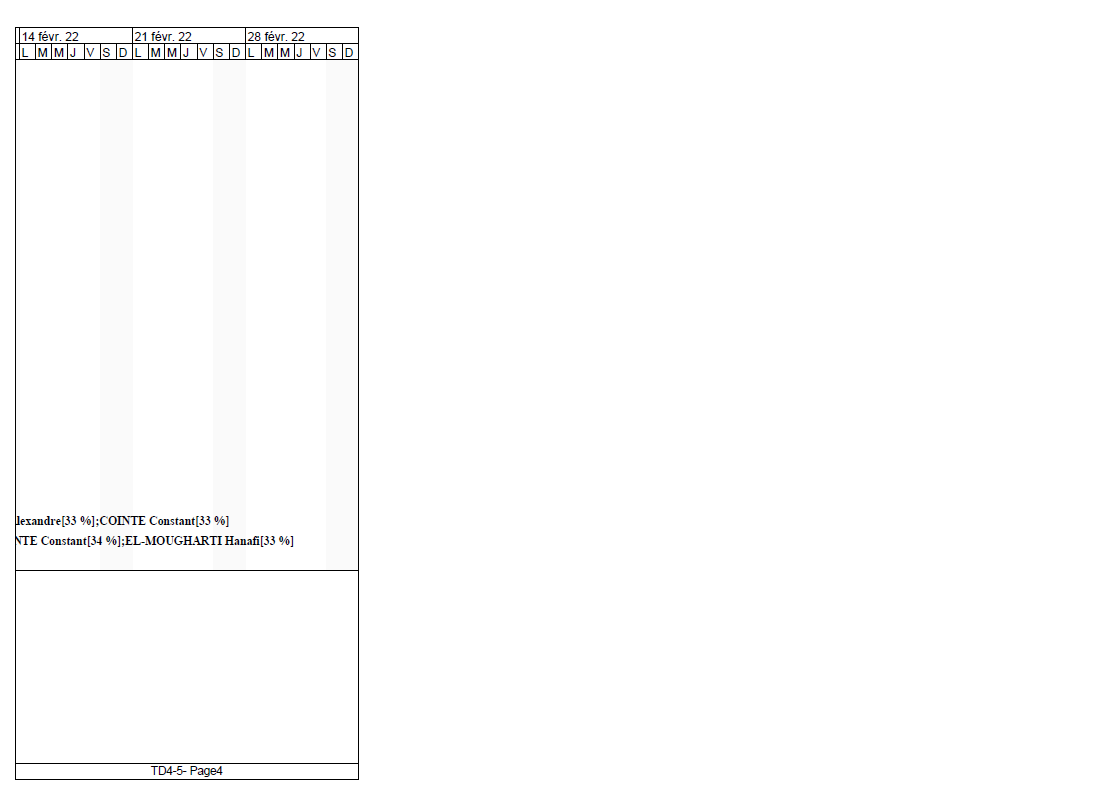 14 févr. 22 21 févr. 22 28 févr. 22
L M M J V S D L M M J V S D L M M J V S D
lexandre[33 %];COINTE Constant[33 %]
NTE Constant[34 %];EL-MOUGHARTI Hanafi[33 %]
TD4-5- Page4